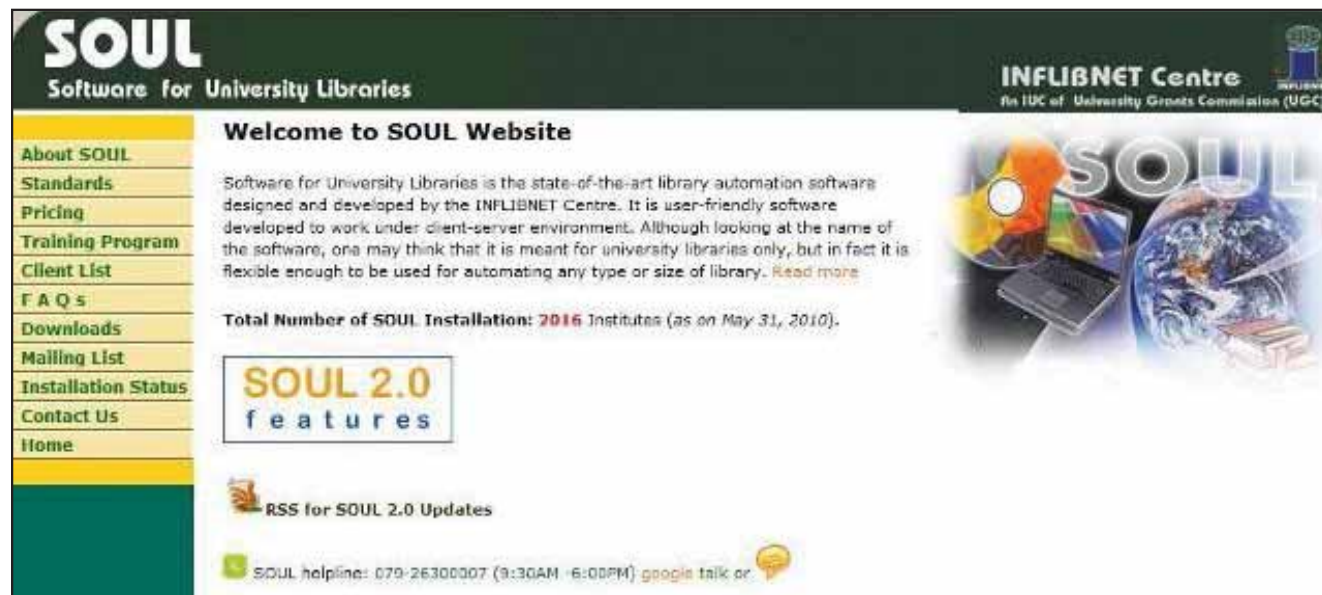 SOUL
Software for University Libraries
INFLIBNET Centre
An IUC of University Grants Commission (UGC)
INFLIBNET
About SOUL
Standards
Pricing
Training Program
Client List
F A Q s
Downloads
Mailing List
Installation Status
Contact Us
Home
Welcome to SOUL Website
Software for University Libraries is the state-of-the-art library automation software
designed and developed by the INFLIBNET Centre. It is user-friendly software
developed to work under client-server environment. Although looking at the name of
the software, one may think that it is meant for university libraries only, but in fact it is
flexible enough to be used for automating any type or size of library. Read more
Total Number of SOUL Installation: 2016 Institutes (as on May 31, 2010).
SOUL 2.0
features
RSS for SOUL 2.0 Updates
SOUL helpline: 079-26300007 (9:30AM -6:00PM) google talk or
SOUL